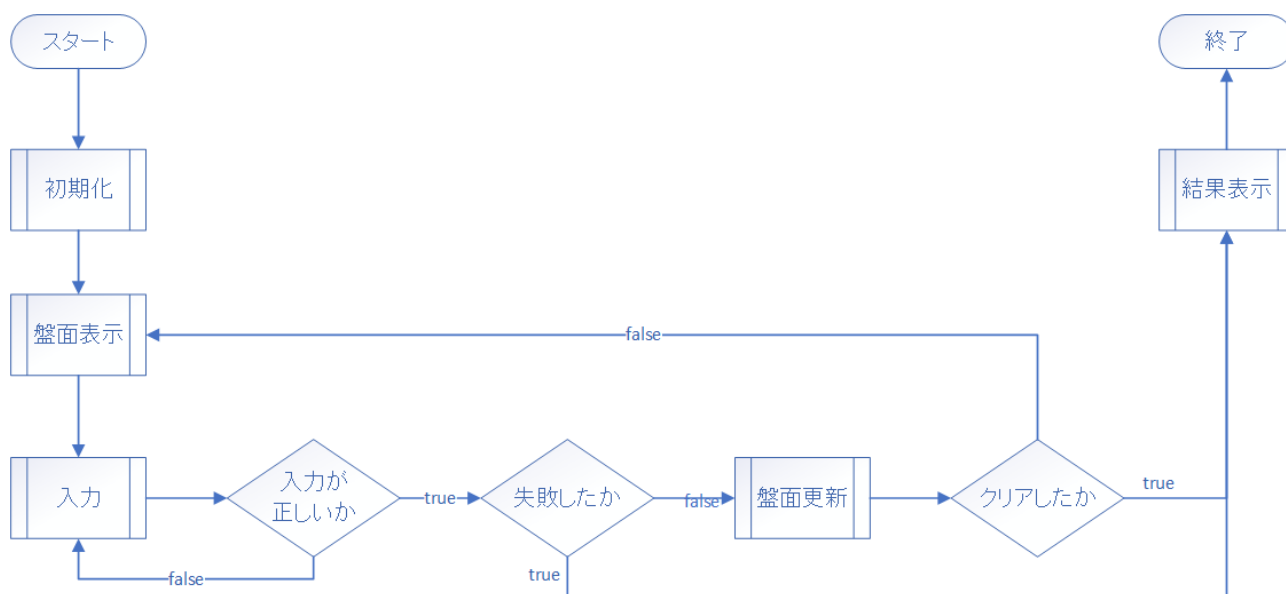 スタート
終了
初期化
結果表示
盤面表示
false
入力
入力が
正しいか
true
失敗したか
false
盤面更新
クリアしたか
true
false
true